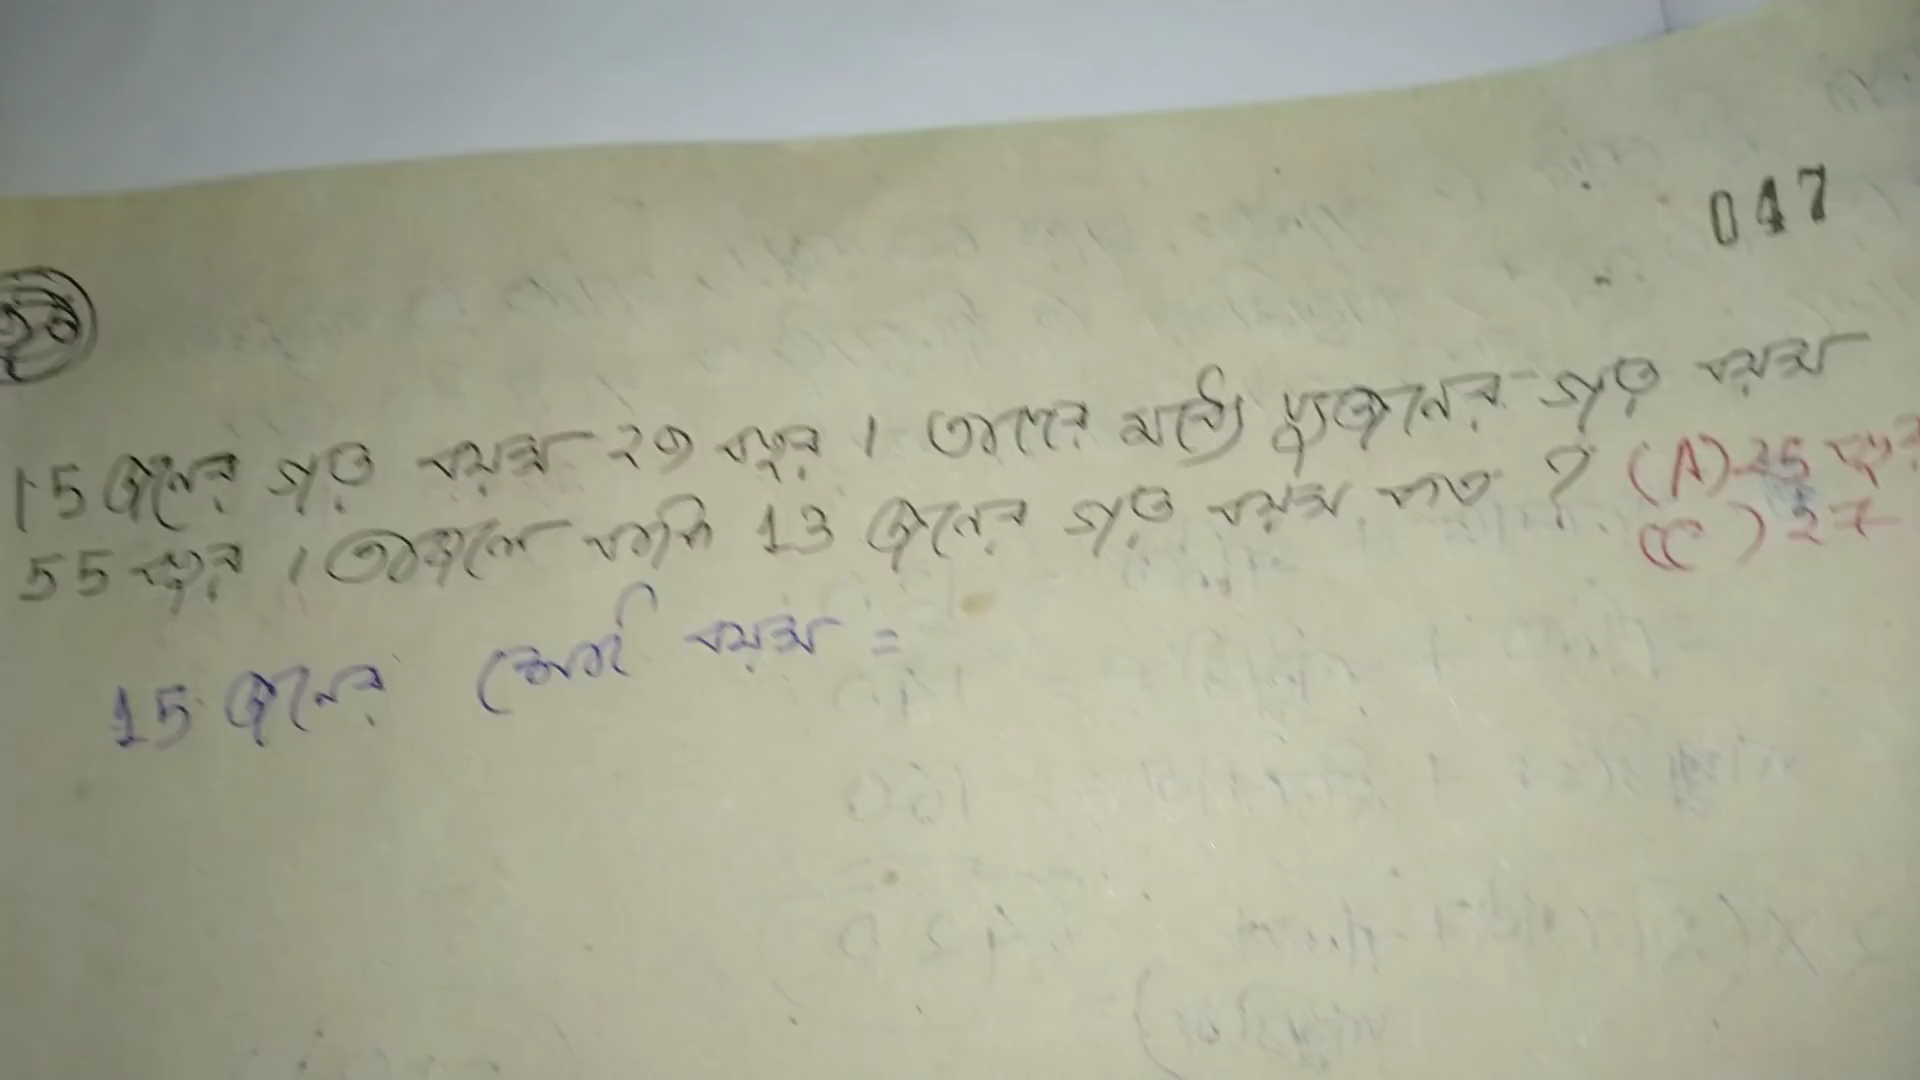 047
15 জনের গড় বয়স ২৯ বছর । তাদের মধ্যে দুজনের গড় বয়স
55 বছর । তাহলে বাকি 13 জনের গড় বয়স কত ? (A) 25 বছর
(C) 27
15 জনের মোট বয়স =